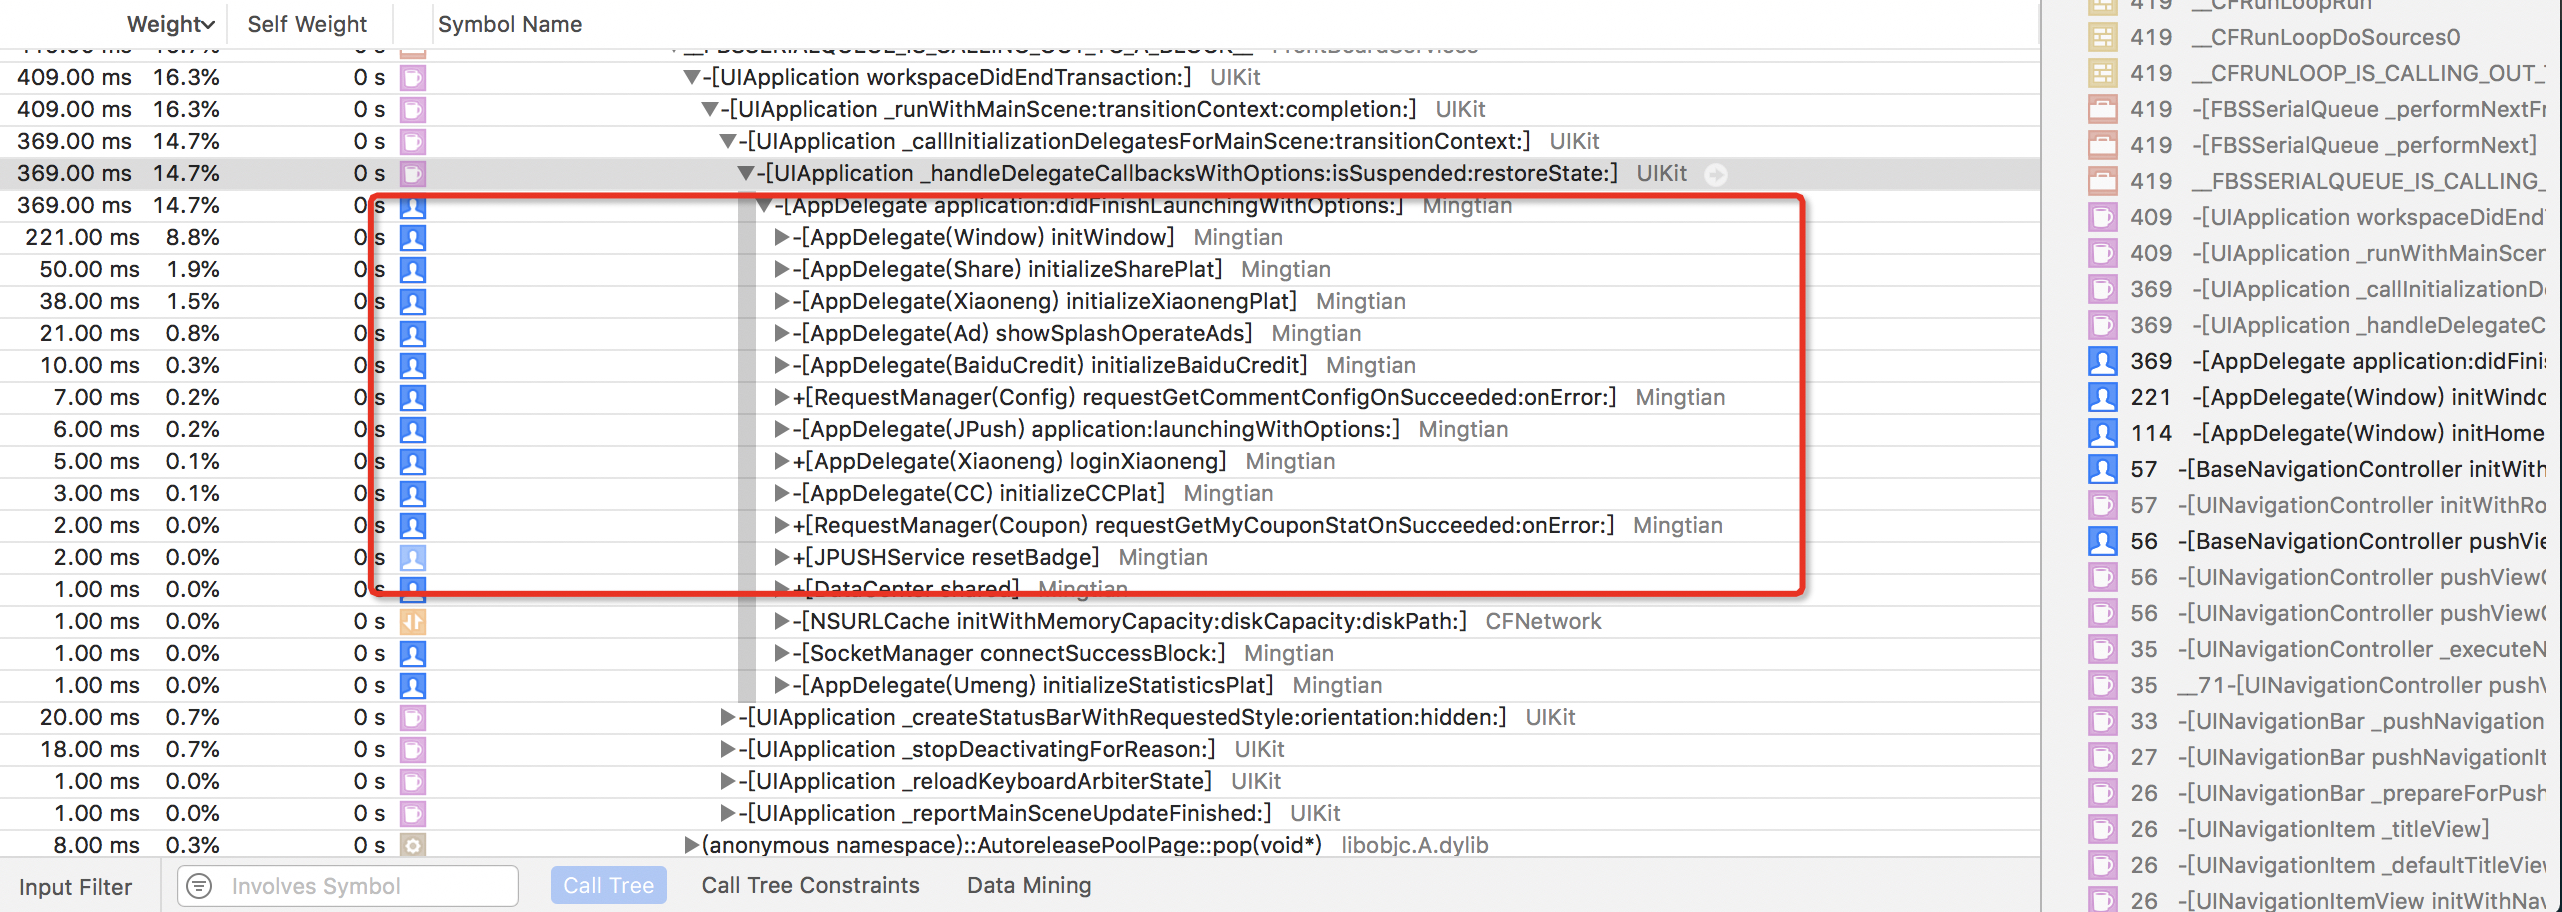 Weight Self Weight Symbol Name
__FBSSERIALQUEUE_IS_CALLING_OUT_TO_A_BLOCK__ FrontBoardServices
409.00 ms 16.3% 0 s -[UIApplication workspaceDidEndTransaction:] UIKit
409.00 ms 16.3% 0 s -[UIApplication _runWithMainScene:transitionContext:completion:] UIKit
369.00 ms 14.7% 0 s -[UIApplication _callInitializationDelegatesForMainScene:transitionContext:] UIKit
369.00 ms 14.7% 0 s -[UIApplication _handleDelegateCallbacksWithOptions:isSuspended:restoreState:] UIKit
369.00 ms 14.7% 0 s -[AppDelegate application:didFinishLaunchingWithOptions:] Mingtian
221.00 ms 8.8% 0 s -[AppDelegate(Window) initWindow] Mingtian
50.00 ms 1.9% 0 s -[AppDelegate(Share) initializeSharePlat] Mingtian
38.00 ms 1.5% 0 s -[AppDelegate(Xiaoneng) initializeXiaonengPlat] Mingtian
21.00 ms 0.8% 0 s -[AppDelegate(Ad) showSplashOperateAds] Mingtian
10.00 ms 0.3% 0 s -[AppDelegate(BaiduCredit) initializeBaiduCredit] Mingtian
7.00 ms 0.2% 0 s +[RequestManager(Config) requestGetCommentConfigOnSucceeded:onError:] Mingtian
6.00 ms 0.2% 0 s -[AppDelegate(JPush) application:launchingWithOptions:] Mingtian
5.00 ms 0.1% 0 s +[AppDelegate(Xiaoneng) loginXiaoneng] Mingtian
3.00 ms 0.1% 0 s -[AppDelegate(CC) initializeCCPlat] Mingtian
2.00 ms 0.0% 0 s +[RequestManager(Coupon) requestGetMyCouponStatOnSucceeded:onError:] Mingtian
2.00 ms 0.0% 0 s +[JPUSHService resetBadge] Mingtian
1.00 ms 0.0% 0 s +[DataCenter shared] Mingtian
1.00 ms 0.0% 0 s -[NSURLCache initWithMemoryCapacity:diskCapacity:diskPath:] CFNetwork
1.00 ms 0.0% 0 s -[SocketManager connectSuccessBlock:] Mingtian
1.00 ms 0.0% 0 s -[AppDelegate(Umeng) initializeStatisticsPlat] Mingtian
20.00 ms 0.7% 0 s -[UIApplication _createStatusBarWithRequestedStyle:orientation:hidden:] UIKit
18.00 ms 0.7% 0 s -[UIApplication _stopDeactivatingForReason:] UIKit
1.00 ms 0.0% 0 s -[UIApplication _reloadKeyboardArbiterState] UIKit
1.00 ms 0.0% 0 s -[UIApplication _reportMainSceneUpdateFinished:] UIKit
8.00 ms 0.3% 0 s (anonymous namespace)::AutoreleasePoolPage::pop(void*) libobjc.A.dylib
Input Filter Involves Symbol Call Tree Call Tree Constraints Data Mining
419 __CFRunLoopRun
419 __CFRunLoopDoSources0
419 __CFRUNLOOP_IS_CALLING_OUT_
419 -[FBSSerialQueue _performNextFr
419 -[FBSSerialQueue _performNext]
419 __FBSSERIALQUEUE_IS_CALLING_
409 -[UIApplication workspaceDidEnd
409 -[UIApplication _runWithMainScen
369 -[UIApplication _callInitializationD
369 -[UIApplication _handleDelegateC
369 -[AppDelegate application:didFini
221 -[AppDelegate(Window) initWindo
114 -[AppDelegate(Window) initHome
57 -[BaseNavigationController initWith
57 -[UINavigationController initWithRo
56 -[BaseNavigationController pushVie
56 -[UINavigationController pushViewC
56 -[UINavigationController pushViewC
35 -[UINavigationController _executeN
35 __71-[UINavigationController pushV
33 -[UINavigationBar _pushNavigation
27 -[UINavigationBar pushNavigationIt
26 -[UINavigationBar _prepareForPush
26 -[UINavigationItem _titleView]
26 -[UINavigationItem _defaultTitleVie
26 -[UINavigationItemView initWithNav